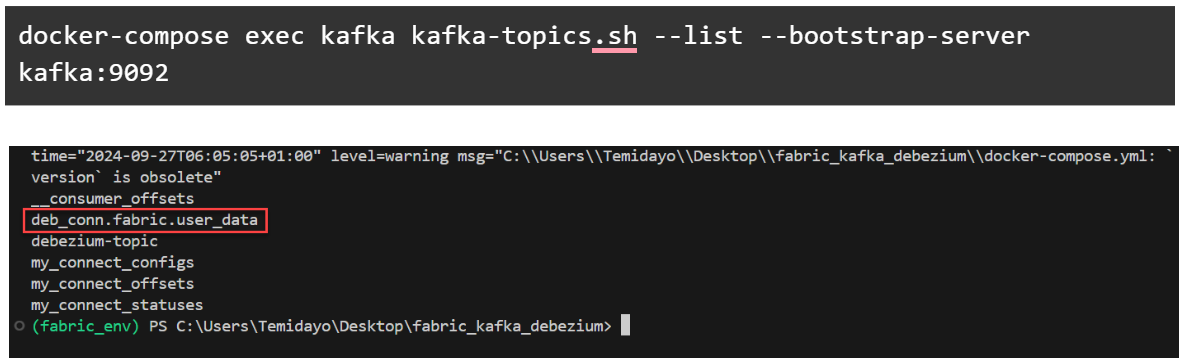 docker-compose exec kafka kafka-topics.sh --list --bootstrap-server
kafka:9092
time="2024-09-27T06:05:05+01:00" level=warning msg="C:\\Users\\Temidayo\\Desktop\\fabric_kafka_debezium\\docker-compose.yml: `
version` is obsolete"
__consumer_offsets
deb_conn.fabric.user_data
debezium-topic
my_connect_configs
my_connect_offsets
my_connect_statuses
(fabric_env) PS C:\Users\Temidayo\Desktop\fabric_kafka_debezium>